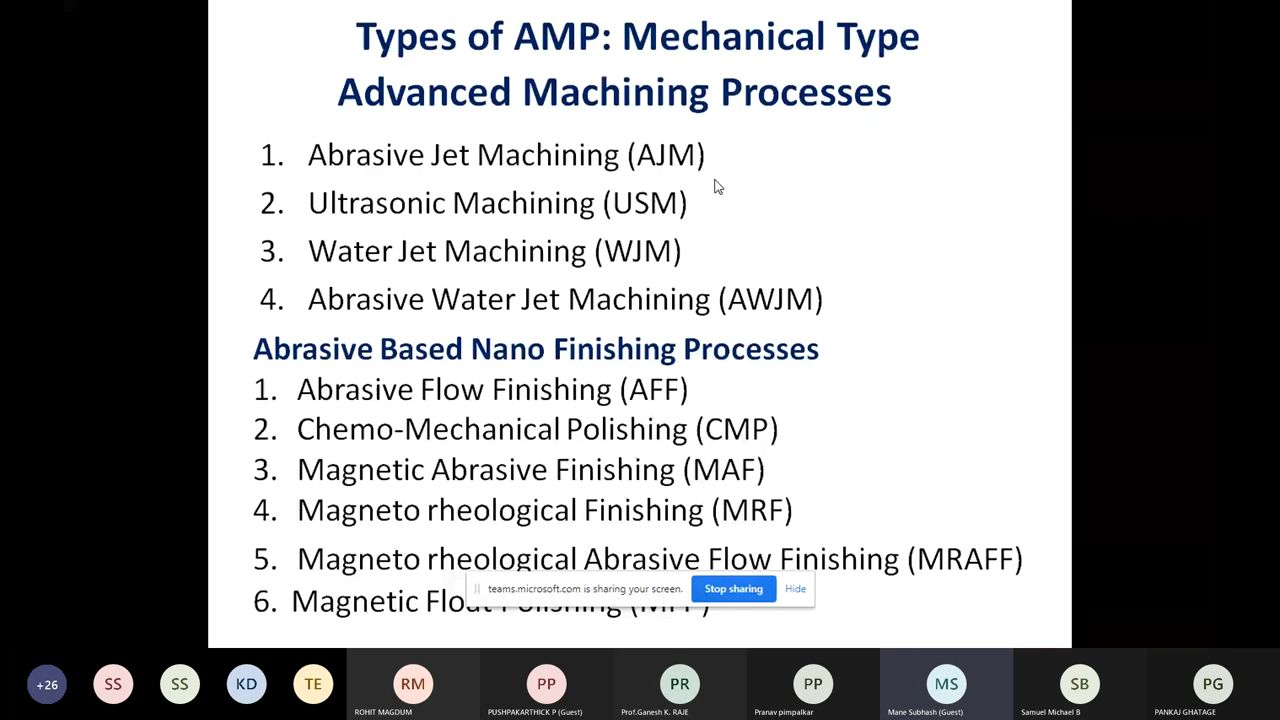 Types of AMP: Mechanical Type
Advanced Machining Processes
1. Abrasive Jet Machining (AJM)
2. Ultrasonic Machining (USM)
3. Water Jet Machining (WJM)
4. Abrasive Water Jet Machining (AWJM)
Abrasive Based Nano Finishing Processes
1. Abrasive Flow Finishing (AFF)
2. Chemo-Mechanical Polishing (CMP)
3. Magnetic Abrasive Finishing (MAF)
4. Magneto rheological Finishing (MRF)
5. Magneto rheological Abrasive Flow Finishing (MRAFF)
teams.microsoft.com is sharing your screen. Stop sharing Hide
6. Magnetic Float Polishing (MFP)
+26 SS SS KD TE RM PP PR PP MS SB PG
ROHIT MAGDUM PUSHPAKARTHICK P (Guest) Prof.Ganesh K. RAJE Pranav pimpalkar Mane Subhash (Guest) Samuel Michael B PANKAJ GHATAGE